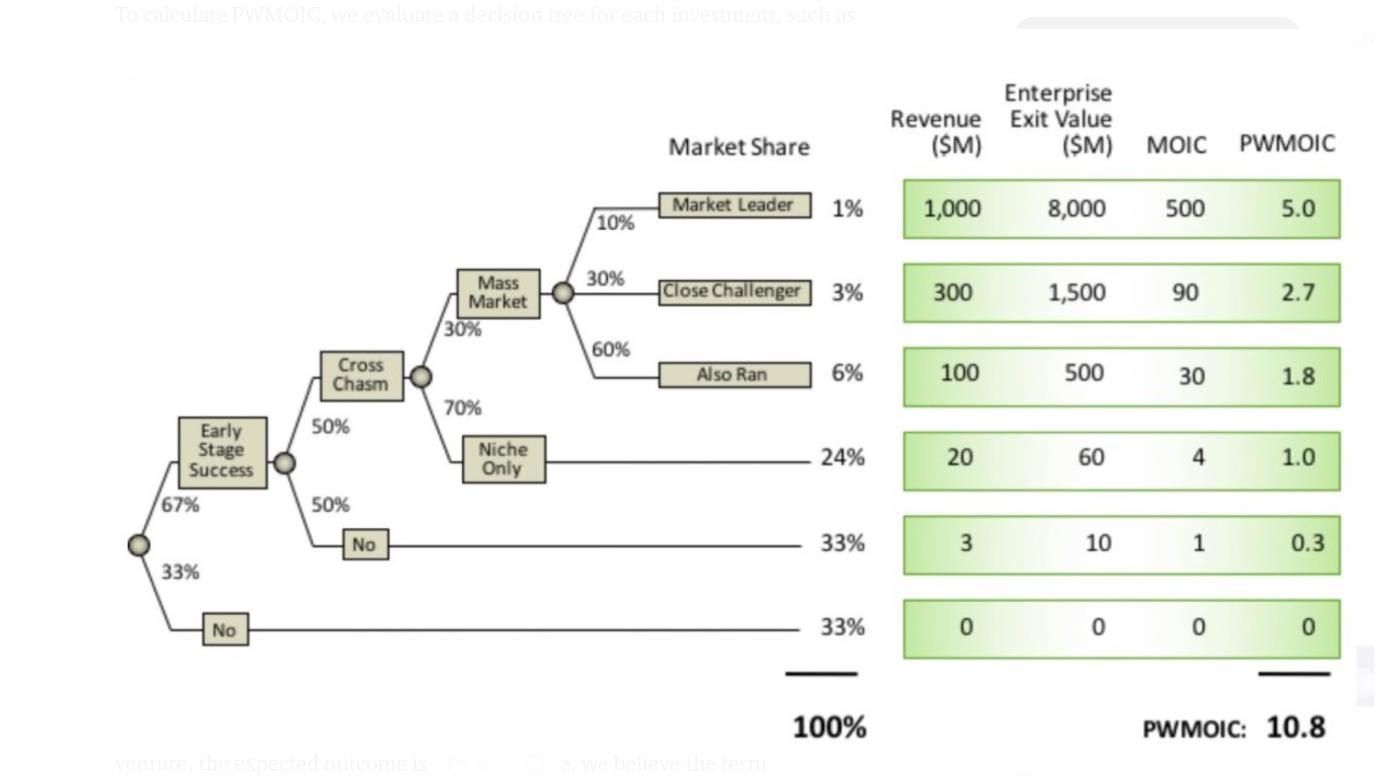 To calculate PWMOIC, we evaluate a decision tree for each investment, such as
Market Share
Revenue ($M)
Enterprise Exit Value ($M)
MOIC
PWMOIC
10% Market Leader 1% 1,000 8,000 500 5.0
30% Close Challenger 3% 300 1,500 90 2.7
Mass Market
30%
60% Also Ran 6% 100 500 30 1.8
Cross Chasm
50%
70% Niche Only 24% 20 60 4 1.0
Early Stage Success
67%
50% No 33% 3 10 1 0.3
33% No 33% 0 0 0 0
100% PWMOIC: 10.8
venture, the expected outcome is
e, we believe the term